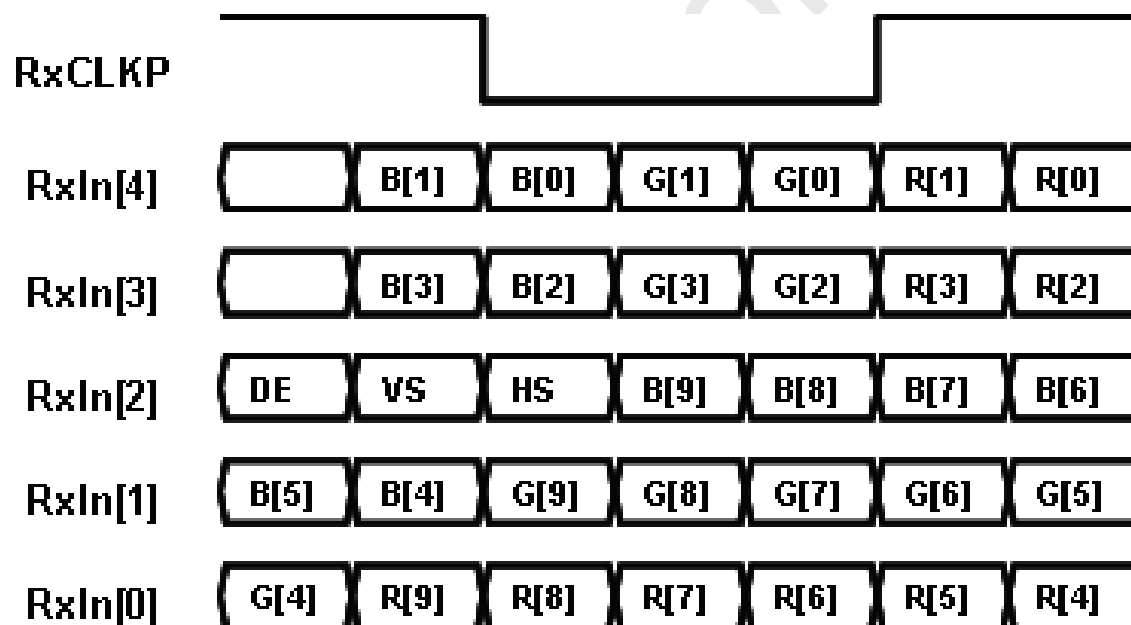 RxCLKP
RxIn[4] B[1] B[0] G[1] G[0] R[1] R[0]
RxIn[3] B[3] B[2] G[3] G[2] R[3] R[2]
RxIn[2] DE VS HS B[9] B[8] B[7] B[6]
RxIn[1] B[5] B[4] G[9] G[8] G[7] G[6] G[5]
RxIn[0] G[4] R[9] R[8] R[7] R[6] R[5] R[4]